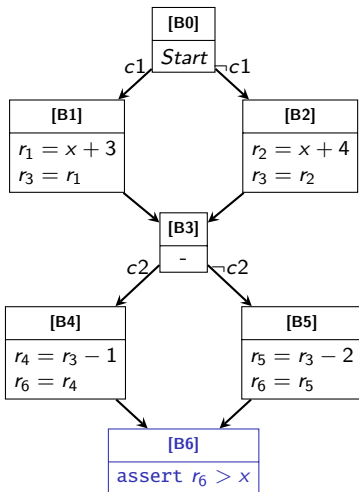 [B0]
Start
c1 ¬c1
[B1]
r₁ = x + 3
r₃ = r₁
[B2]
r₂ = x + 4
r₃ = r₂
[B3]
-
c2 ¬c2
[B4]
r₄ = r₃ − 1
r₆ = r₄
[B5]
r₅ = r₃ − 2
r₆ = r₅
[B6]
assert r₆ > x